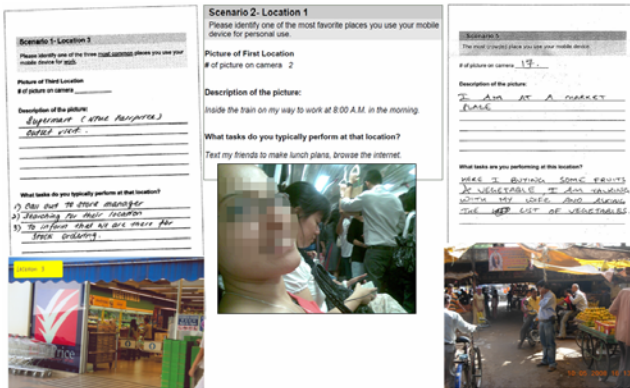 Scenario 1- Location 3
Please identify one of the three most common places you use your
mobile device for work.
Picture of Third Location
# of picture on camera
Description of the picture:
Supermart (NTUC Fairprice)
Outlet visit.
What tasks do you typically perform at that location?
1) Call out to store manager
2) Searching for their location
3) To inform that we are there for
stock ordering.
Location 3
rice
Scenario 2- Location 1
Please identify one of the most favorite places you use your mobile
device for personal use.
Picture of First Location
# of picture on camera 2
Description of the picture:
Inside the train on my way to work at 8:00 A.M. in the morning.
What tasks do you typically perform at that location?
Text my friends to make lunch plans, browse the internet.
Scenario
The most places you use your mobile device
# of picture on camera 17.
Description of the picture:
I AM AT A MARKET
PLACE
What tasks are you performing at this location?
HERE I BUYING SOME FRUITS
& VEGETABLE, I AM TALKING
WITH MY WIFE AND ASKING
THE LIST OF VEGETABLES.